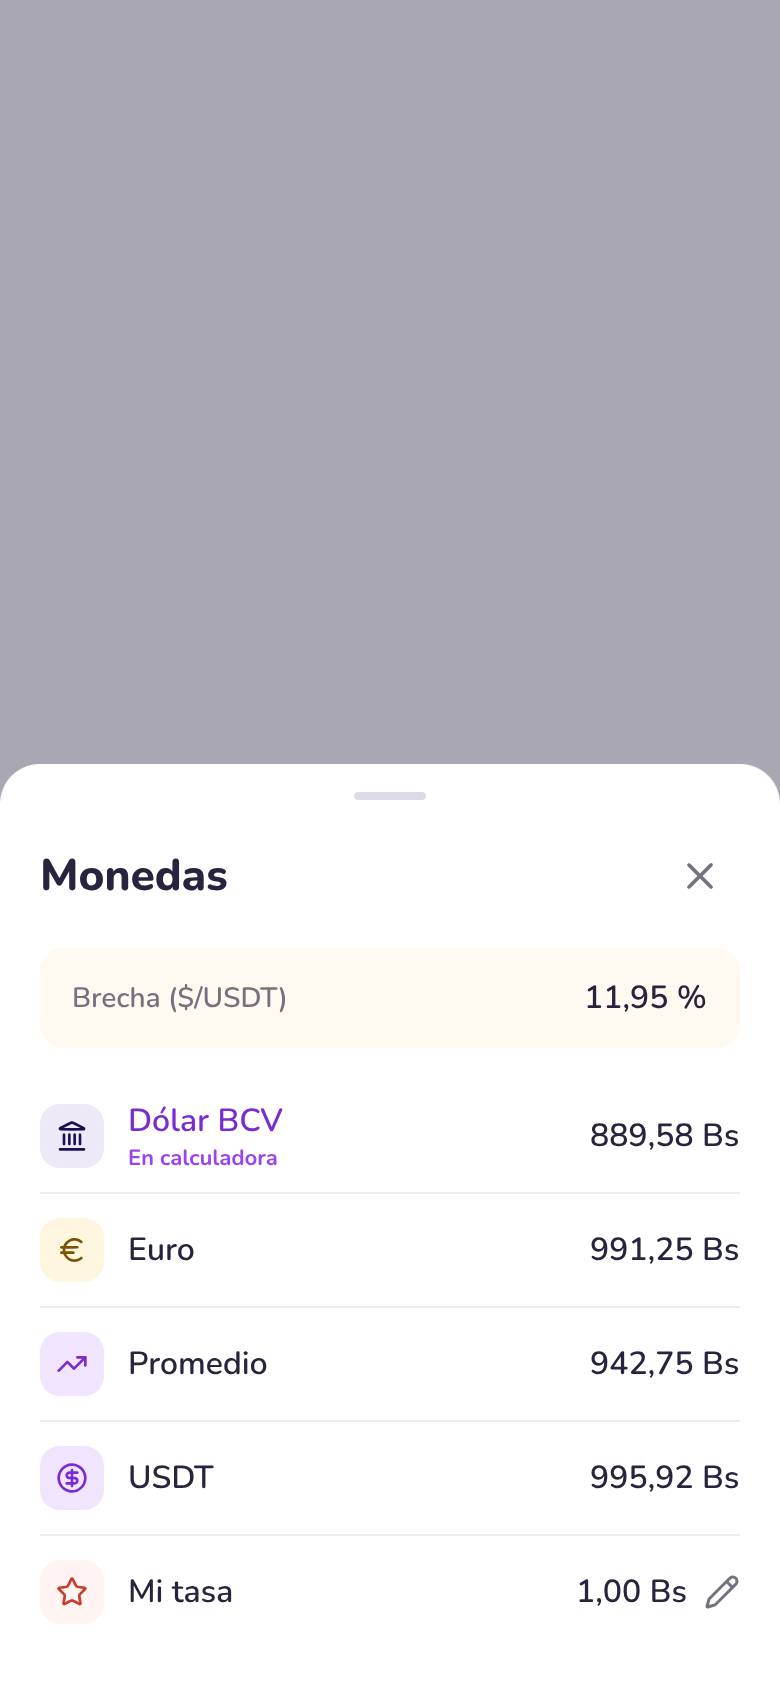 Monedas
Brecha ($/USDT) 11,95 %
Dólar BCV 889,58 Bs
En calculadora
Euro 991,25 Bs
Promedio 942,75 Bs
USDT 995,92 Bs
Mi tasa 1,00 Bs